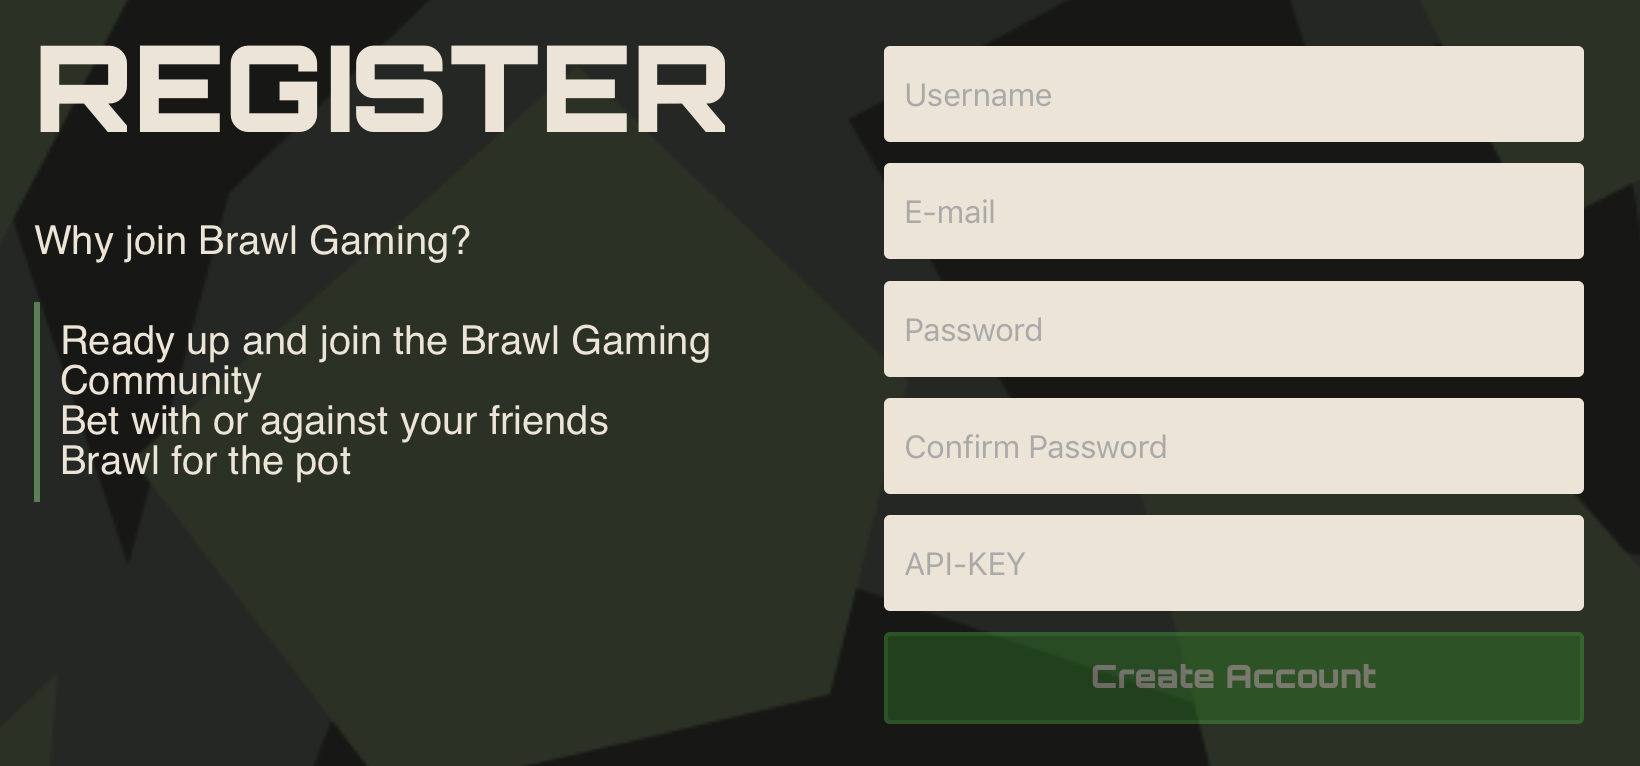 REGISTER
Why join Brawl Gaming?
Ready up and join the Brawl Gaming
Community
Bet with or against your friends
Brawl for the pot
Username
E-mail
Password
Confirm Password
API-KEY
Create Account